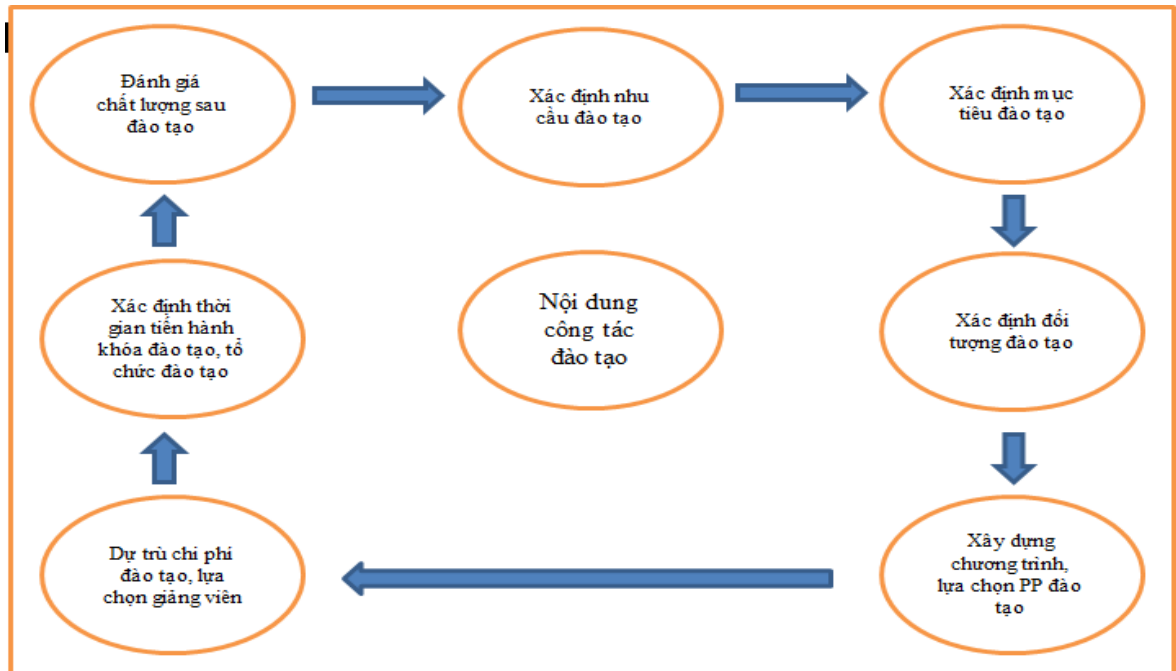 Đánh giá
chất lượng sau
đào tạo
Xác định nhu
cầu đào tạo
Xác định mục
tiêu đào tạo
Xác định thời
gian tiến hành
khóa đào tạo, tổ
chức đào tạo
Nội dung
công tác
đào tạo
Xác định đối
tượng đào tạo
Dự trù chi phí
đào tạo, lựa
chọn giảng viên
Xây dựng
chương trình,
lựa chọn PP đào
tạo